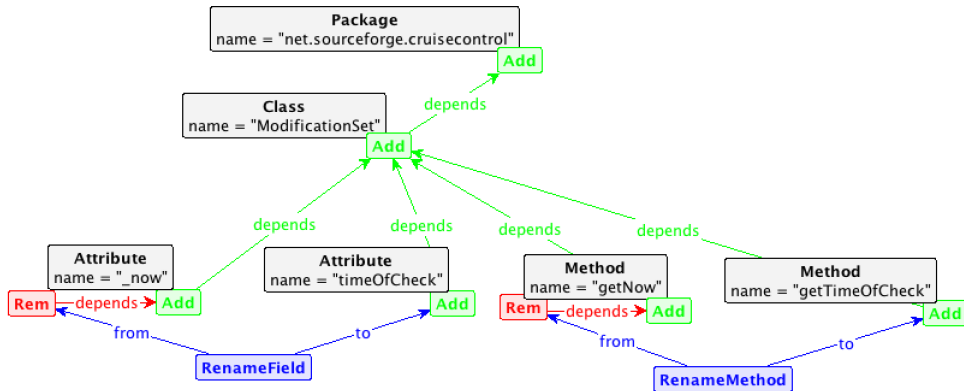 Package
name = "net.sourceforge.cruisecontrol"
Add
depends
Class
name = "ModificationSet"
Add
depends
depends
depends
depends
Attribute
name = "_now"
Rem
depends
Add
Attribute
name = "timeOfCheck"
Add
Method
name = "getNow"
Rem
depends
Add
Method
name = "getTimeOfCheck"
Add
from
to
from
to
RenameField
RenameMethod